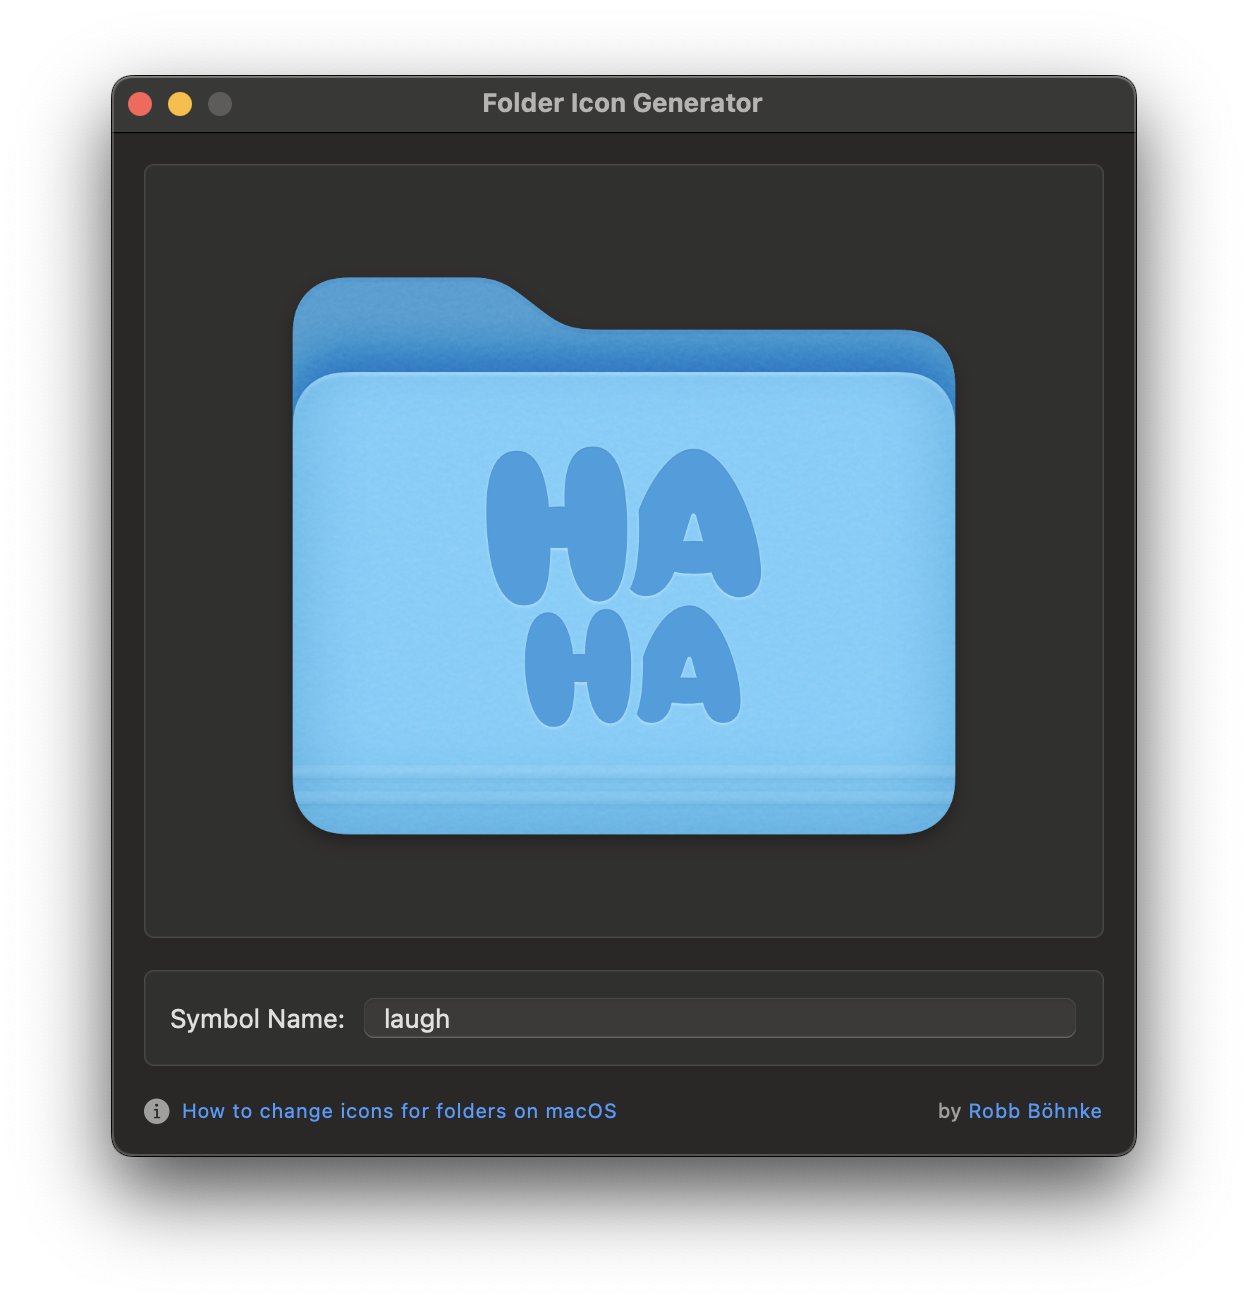 Folder Icon Generator
HA
HA
Symbol Name: laugh
How to change icons for folders on macOS
by Robb Böhnke